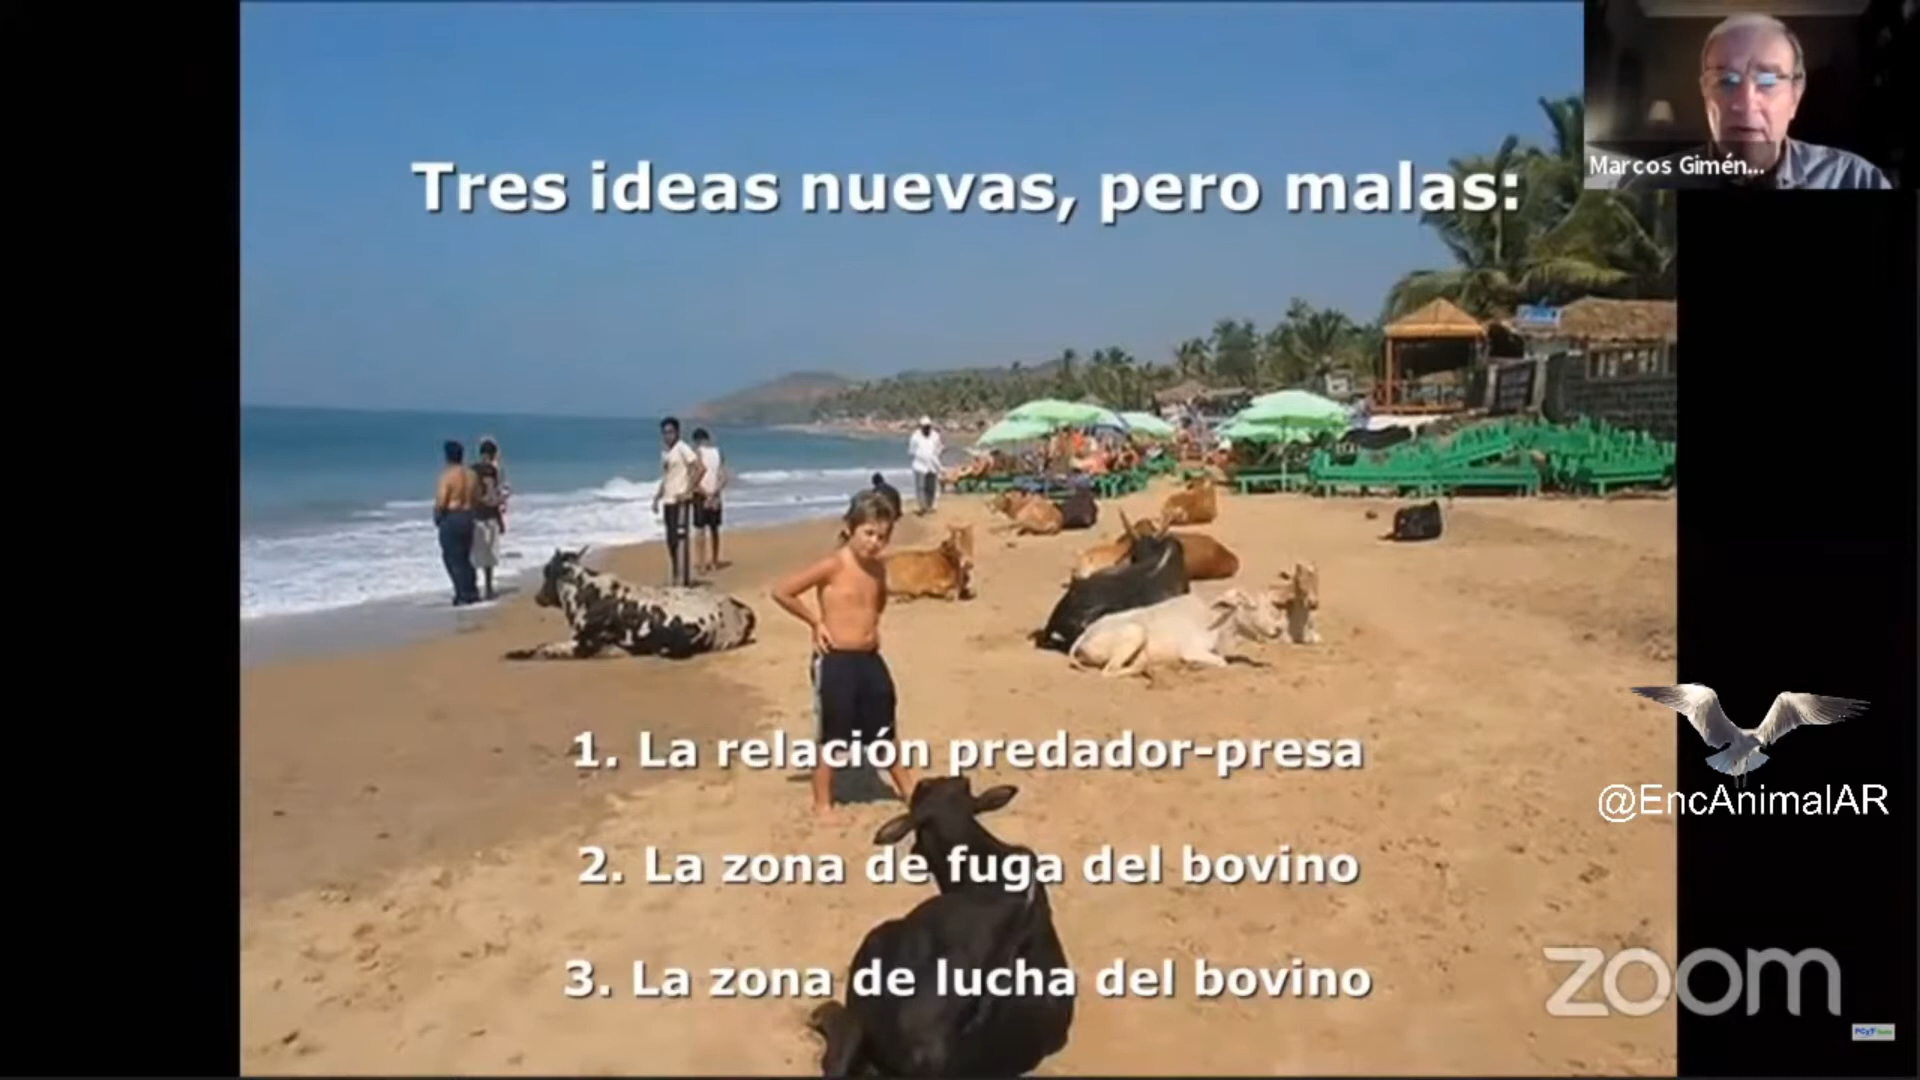 Tres ideas nuevas, pero malas:
Marcos Gimén...
1. La relación predador-presa
2. La zona de fuga del bovino
3. La zona de lucha del bovino
@EncAnimalAR
zoom